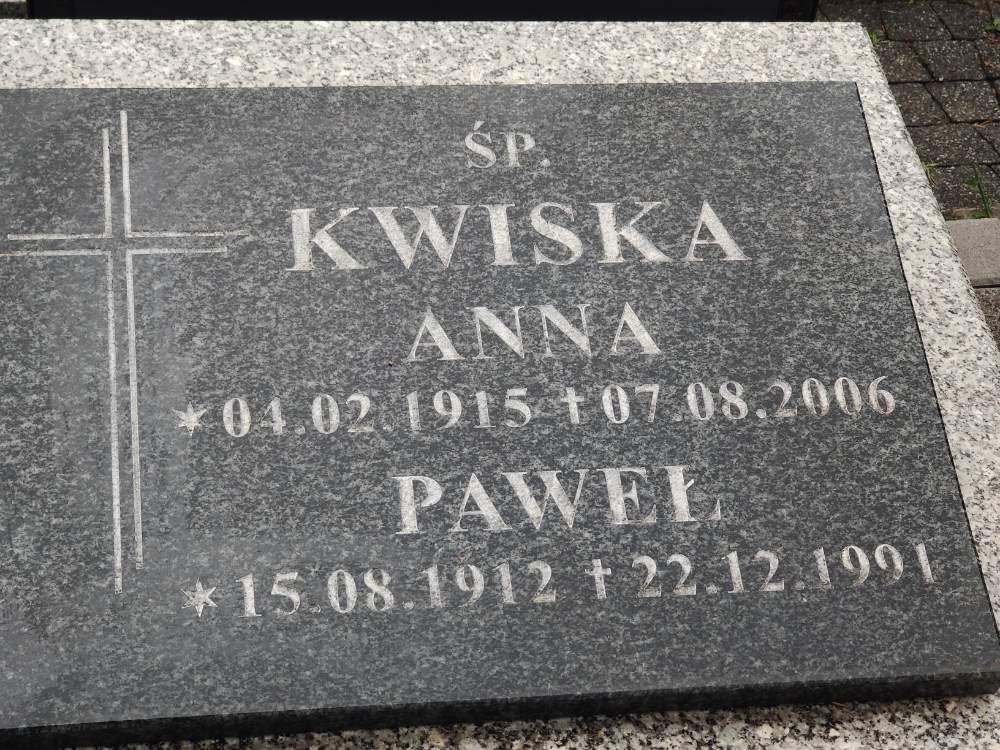 ŚP.
KWISKA
ANNA
*04.02.1915 ✝ 07.08.2006
PAWEŁ
*15.08.1912 ✝ 22.12.1991